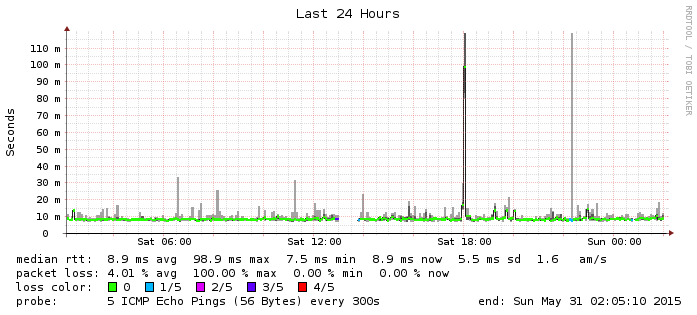 Last 24 Hours
RRDTOOL / TOBI OETIKER
Seconds
110 m
100 m
90 m
80 m
70 m
60 m
50 m
40 m
30 m
20 m
10 m
0
Sat 06:00 Sat 12:00 Sat 18:00 Sun 00:00
median rtt: 8.9 ms avg 98.9 ms max 7.5 ms min 8.9 ms now 5.5 ms sd 1.6 am/s
packet loss: 4.01 % avg 100.00 % max 0.00 % min 0.00 % now
loss color: 0 1/5 2/5 3/5 4/5
probe: 5 ICMP Echo Pings (56 Bytes) every 300s end: Sun May 31 02:05:10 2015